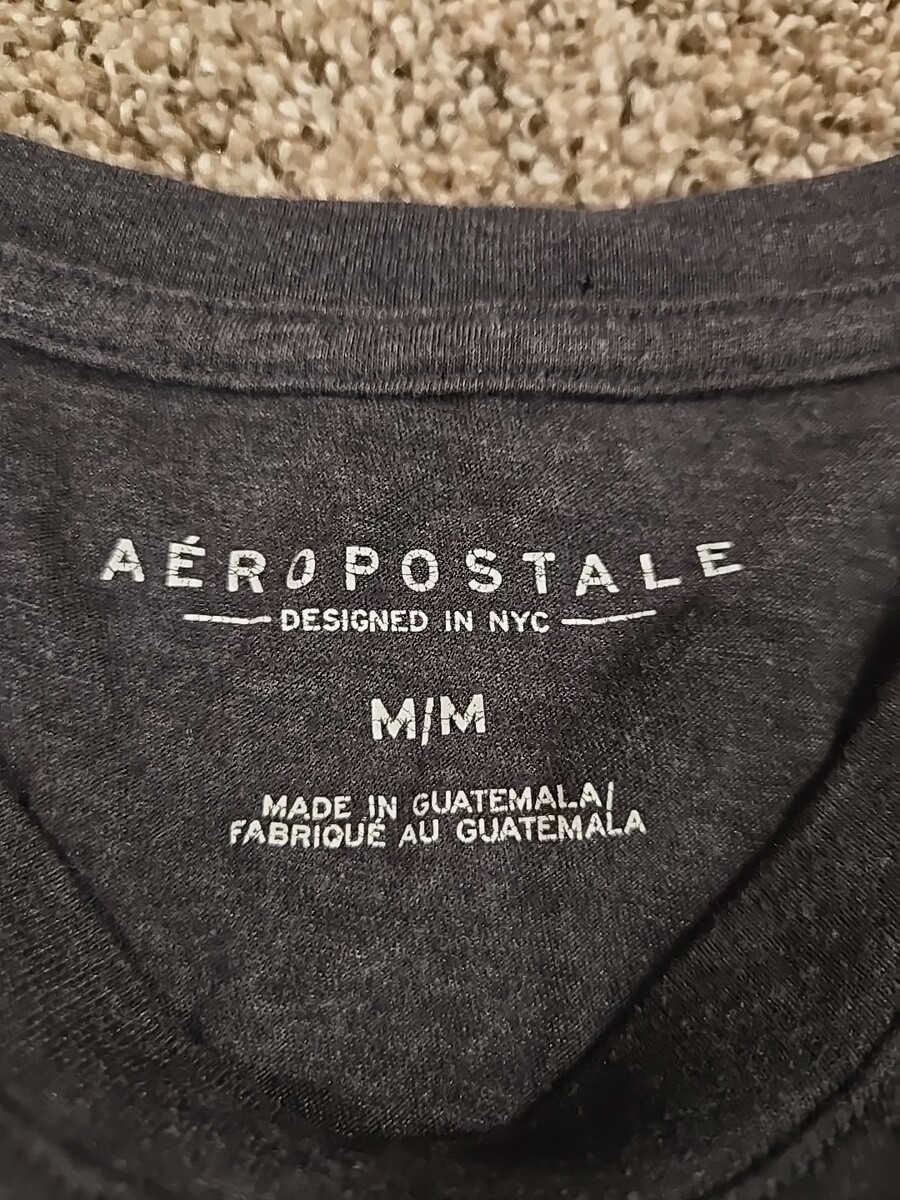 AÉROPOSTALE
DESIGNED IN NYC
M/M
MADE IN GUATEMALA/
FABRIQUÉ AU GUATEMALA